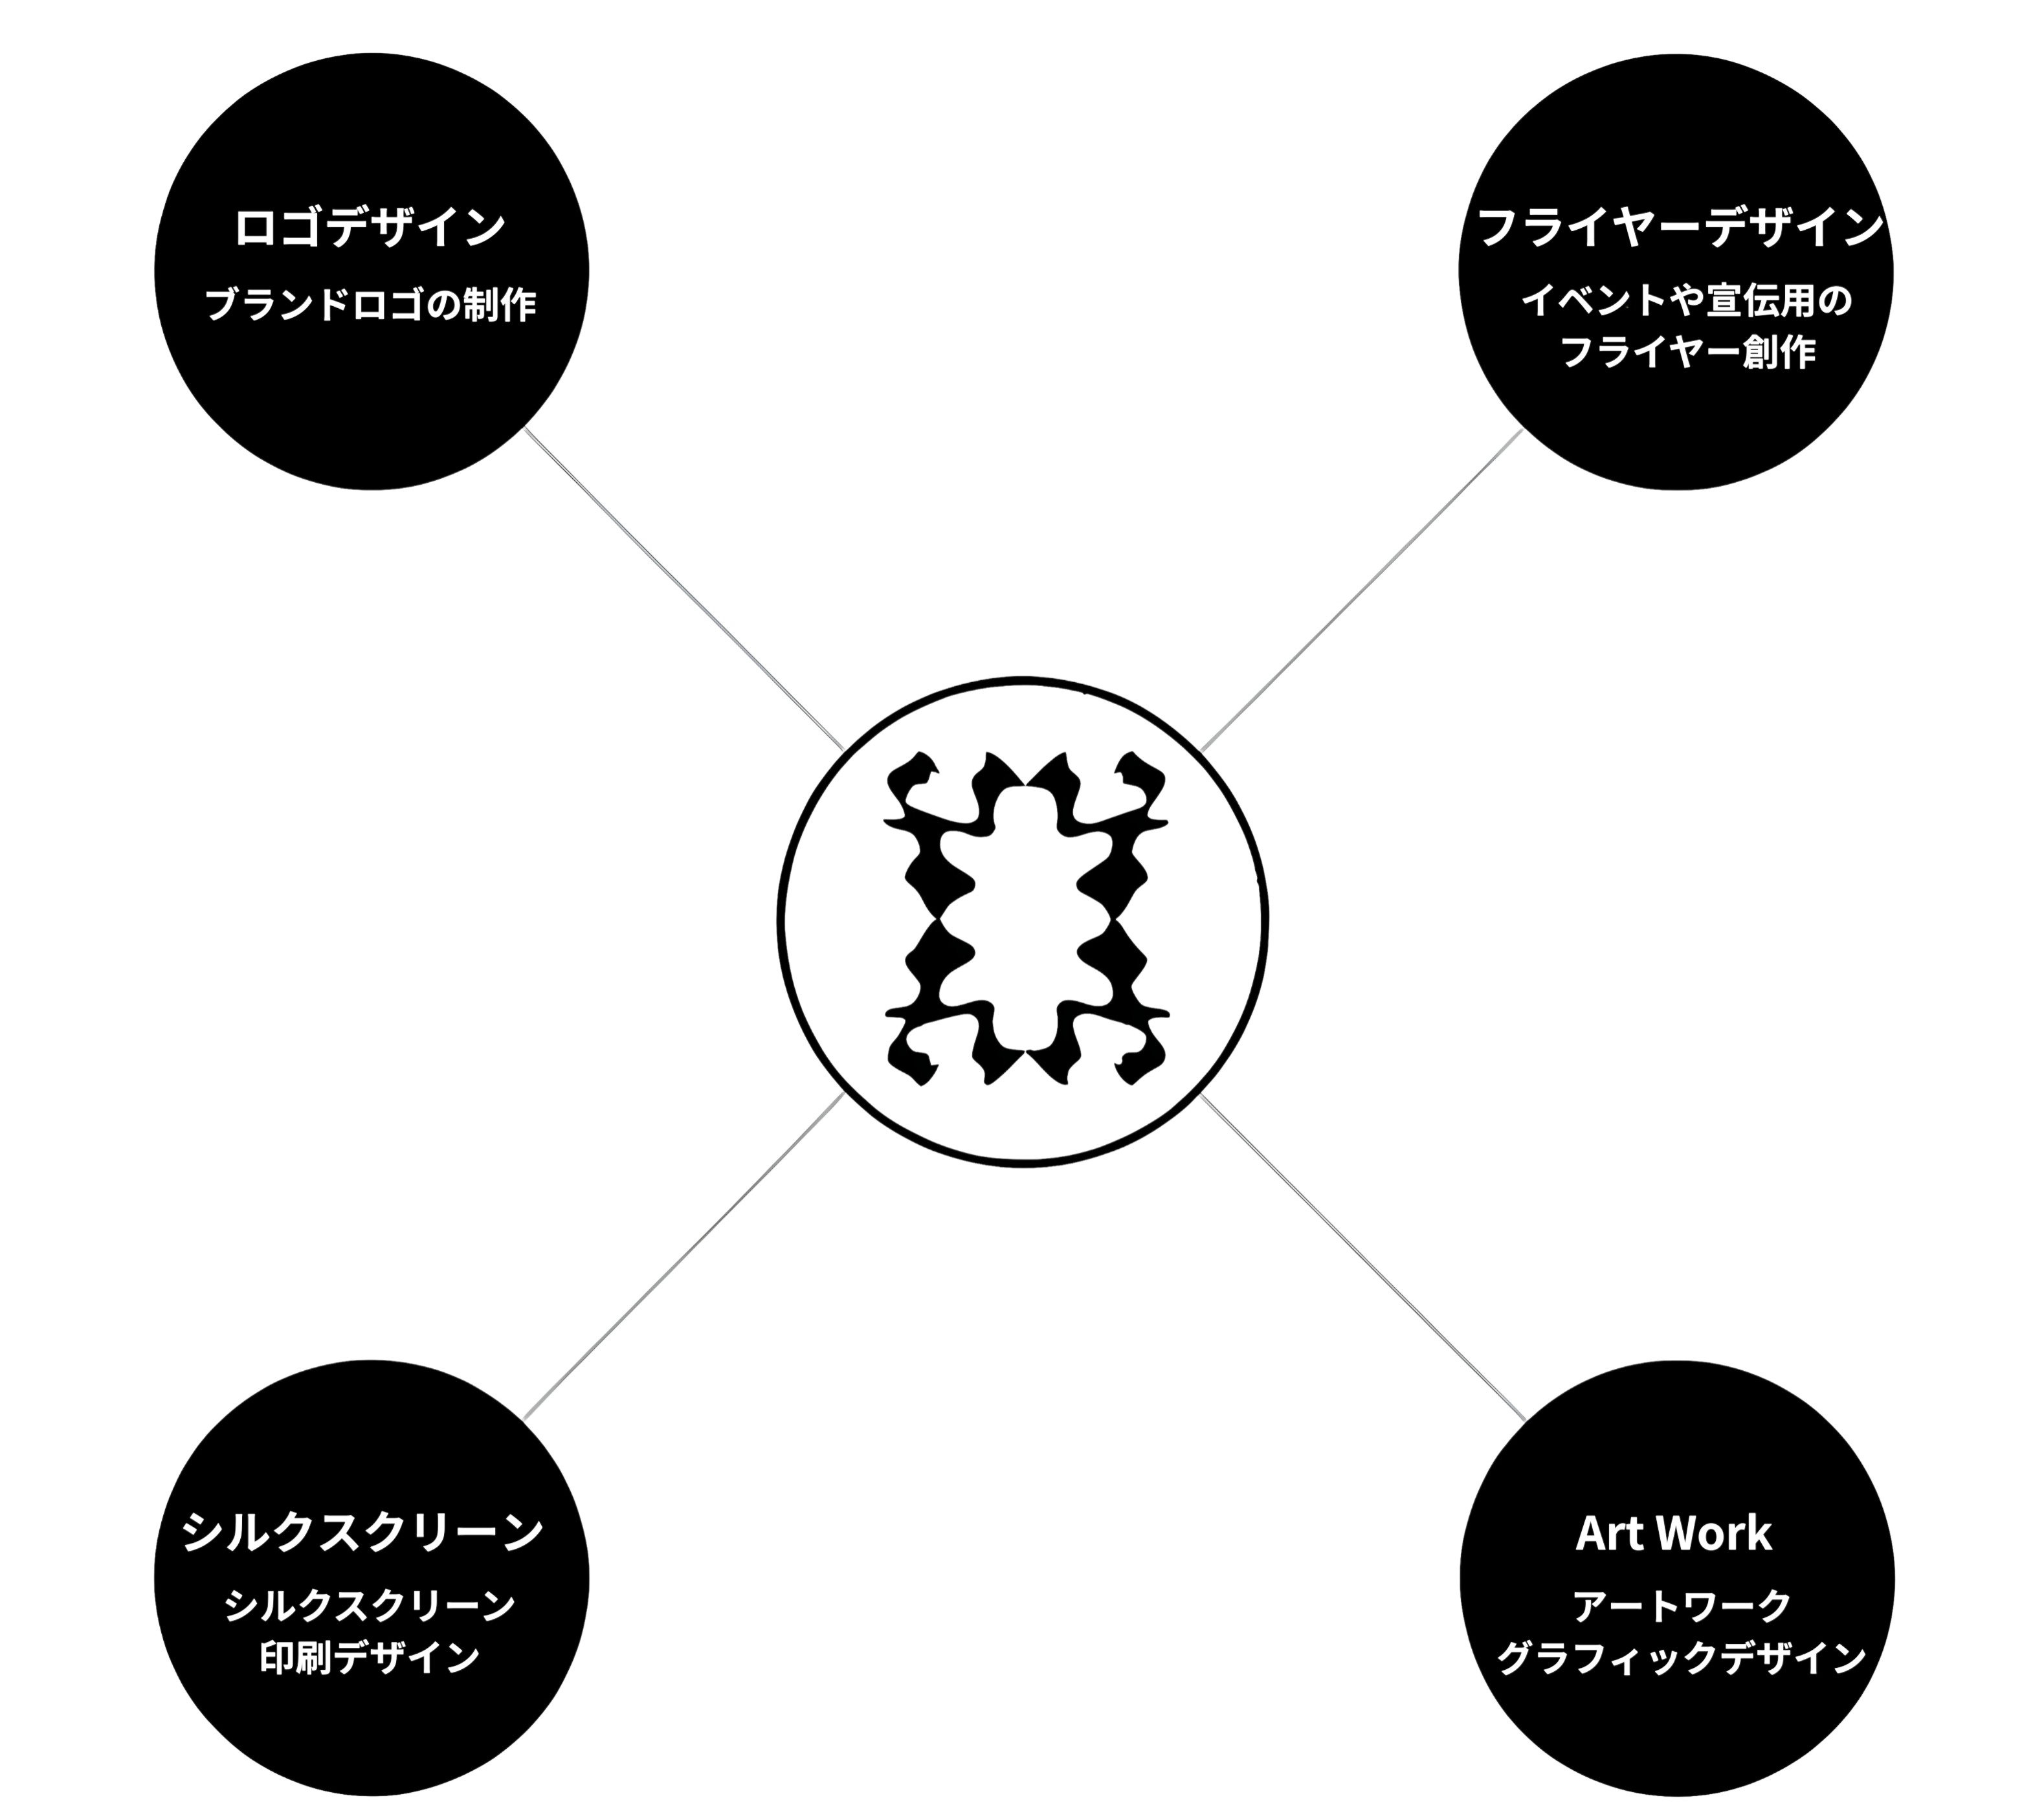 ロゴデザイン
ブランドロゴの制作
フライヤーデザイン
イベントや宣伝用の
フライヤー創作
シルクスクリーン
シルクスクリーン
印刷デザイン
Art Work
アートワーク
グラフィックデザイン